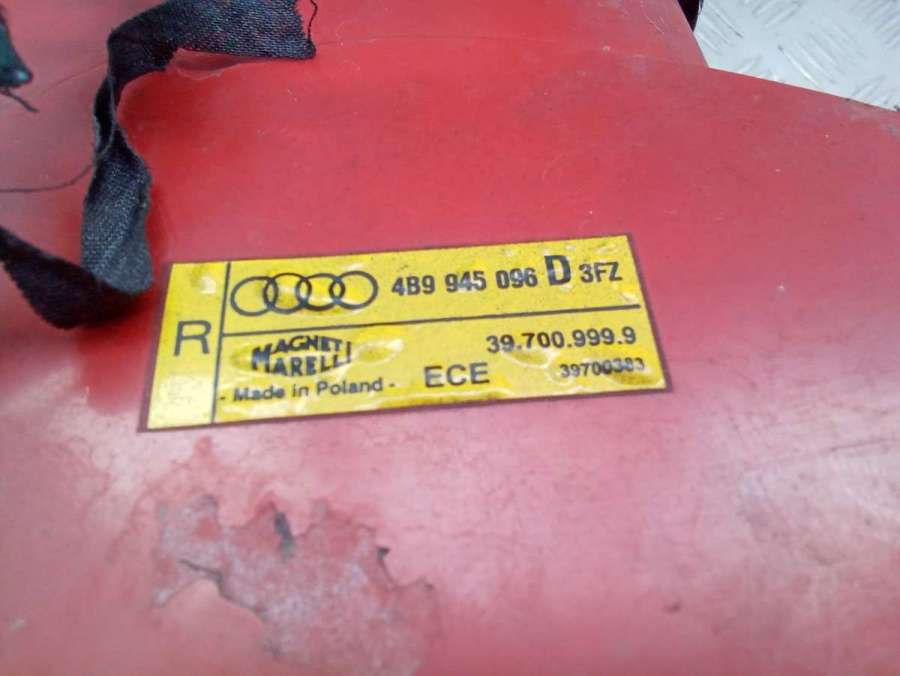 R
4B9 945 096 D 3FZ
MAGNETI MARELLI
39.700.999.9
- Made in Poland -
ECE
39700383